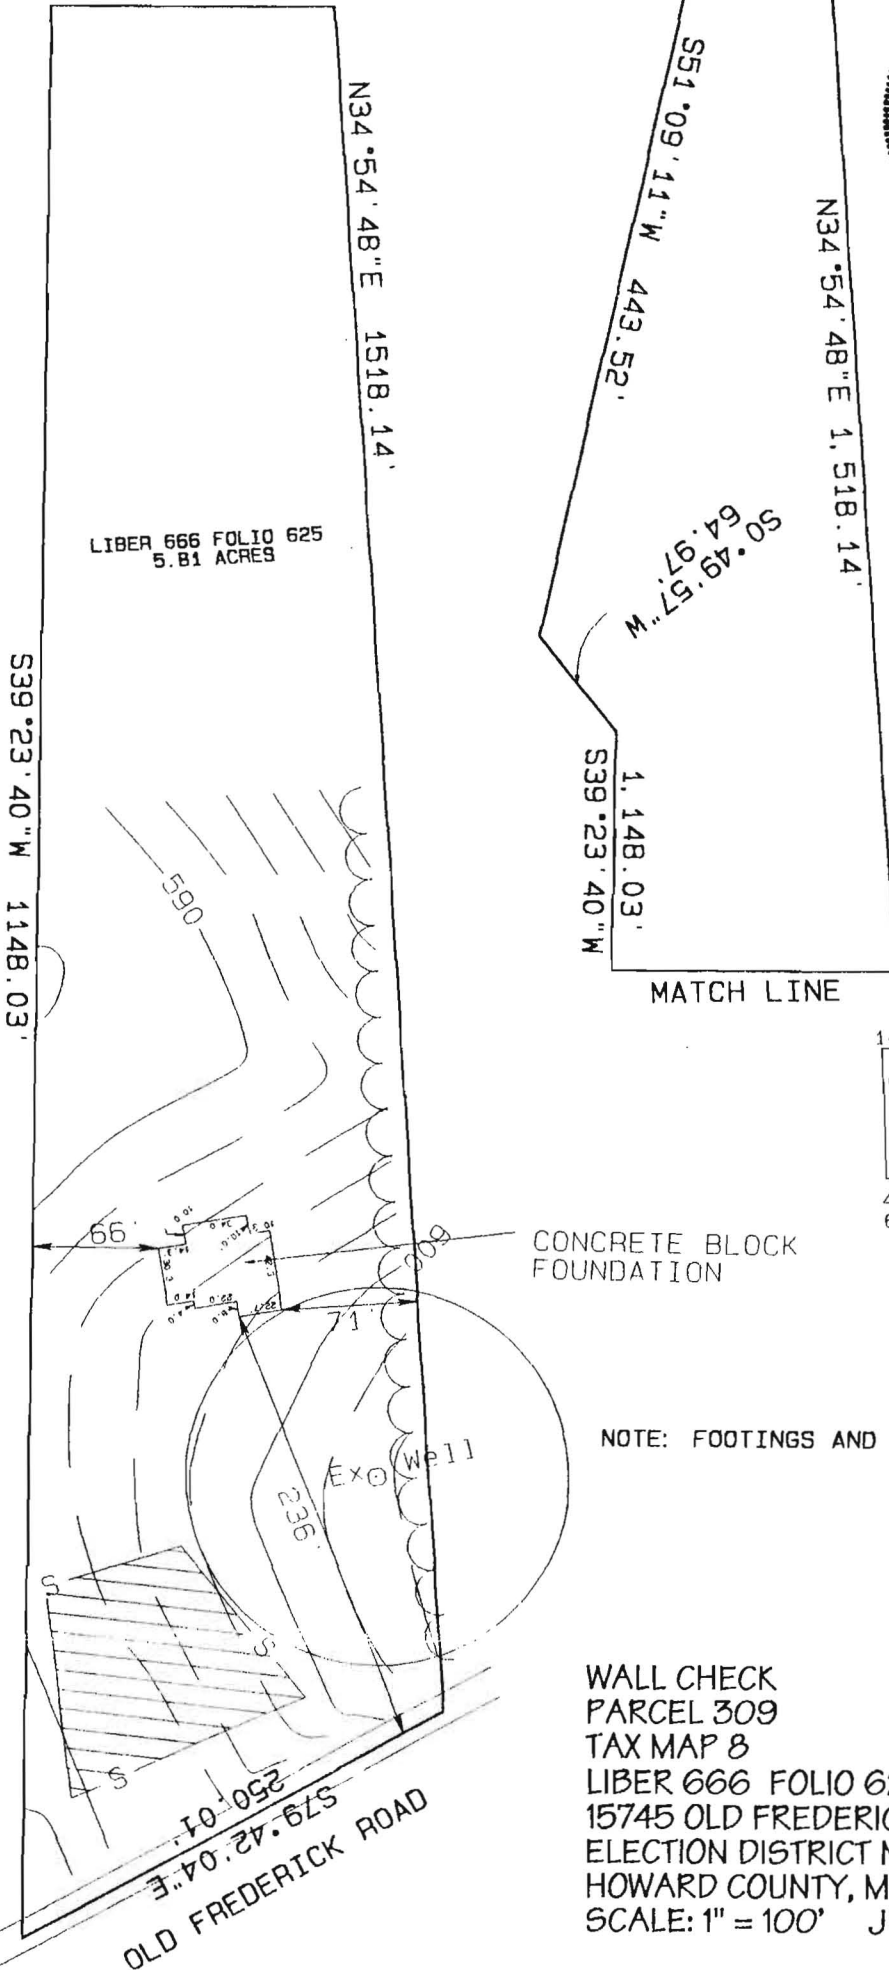 N34°54'48"E 1518.14'
LIBER 666 FOLIO 625
5.81 ACRES
S39°23'40"W 1148.03'
590
66'
600
71'
CONCRETE BLOCK
FOUNDATION
Ex Well
236'
S
S
S
250.01'
S79°42'04"E
OLD FREDERICK ROAD
S51°09'11"W 443.52'
N34°54'48"E 1,518.14'
S0°49'57"W
64.97'
1,148.03'
S39°23'40"W
MATCH LINE
NOTE: FOOTINGS AND
WALL CHECK
PARCEL 309
TAX MAP 8
LIBER 666 FOLIO 6
15745 OLD FREDERIC
ELECTION DISTRICT N
HOWARD COUNTY, M
SCALE: 1" = 100' J